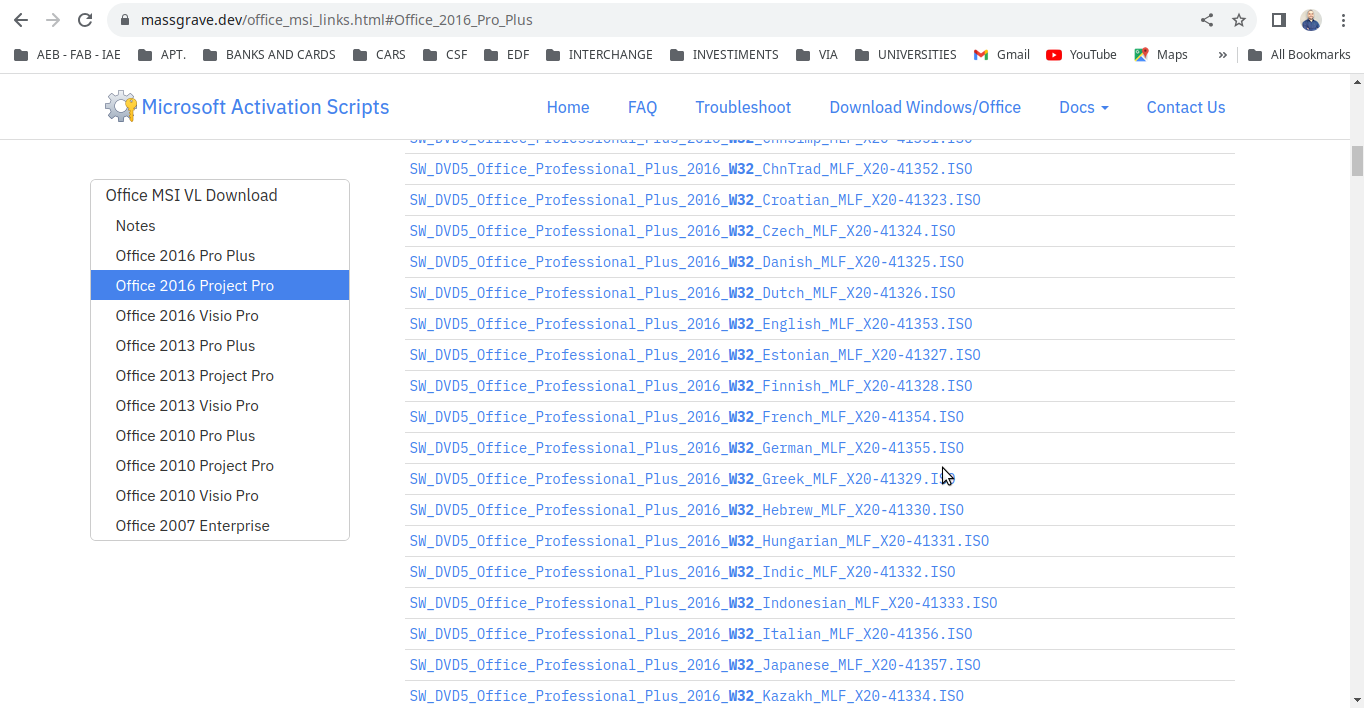 massgrave.dev/office_msi_links.html#Office_2016_Pro_Plus
AEB - FAB - IAE APT. BANKS AND CARDS CARS CSF EDF INTERCHANGE INVESTIMENTS VIA UNIVERSITIES Gmail YouTube Maps » All Bookmarks
Microsoft Activation Scripts Home FAQ Troubleshoot Download Windows/Office Docs Contact Us
Office MSI VL Download
Notes
Office 2016 Pro Plus
Office 2016 Project Pro
Office 2016 Visio Pro
Office 2013 Pro Plus
Office 2013 Project Pro
Office 2013 Visio Pro
Office 2010 Pro Plus
Office 2010 Project Pro
Office 2010 Visio Pro
Office 2007 Enterprise
SW_DVD5_Office_Professional_Plus_2016_W32_ChnTrad_MLF_X20-41352.ISO
SW_DVD5_Office_Professional_Plus_2016_W32_Croatian_MLF_X20-41323.ISO
SW_DVD5_Office_Professional_Plus_2016_W32_Czech_MLF_X20-41324.ISO
SW_DVD5_Office_Professional_Plus_2016_W32_Danish_MLF_X20-41325.ISO
SW_DVD5_Office_Professional_Plus_2016_W32_Dutch_MLF_X20-41326.ISO
SW_DVD5_Office_Professional_Plus_2016_W32_English_MLF_X20-41353.ISO
SW_DVD5_Office_Professional_Plus_2016_W32_Estonian_MLF_X20-41327.ISO
SW_DVD5_Office_Professional_Plus_2016_W32_Finnish_MLF_X20-41328.ISO
SW_DVD5_Office_Professional_Plus_2016_W32_French_MLF_X20-41354.ISO
SW_DVD5_Office_Professional_Plus_2016_W32_German_MLF_X20-41355.ISO
SW_DVD5_Office_Professional_Plus_2016_W32_Greek_MLF_X20-41329.ISO
SW_DVD5_Office_Professional_Plus_2016_W32_Hebrew_MLF_X20-41330.ISO
SW_DVD5_Office_Professional_Plus_2016_W32_Hungarian_MLF_X20-41331.ISO
SW_DVD5_Office_Professional_Plus_2016_W32_Indic_MLF_X20-41332.ISO
SW_DVD5_Office_Professional_Plus_2016_W32_Indonesian_MLF_X20-41333.ISO
SW_DVD5_Office_Professional_Plus_2016_W32_Italian_MLF_X20-41356.ISO
SW_DVD5_Office_Professional_Plus_2016_W32_Japanese_MLF_X20-41357.ISO
SW_DVD5_Office_Professional_Plus_2016_W32_Kazakh_MLF_X20-41334.ISO